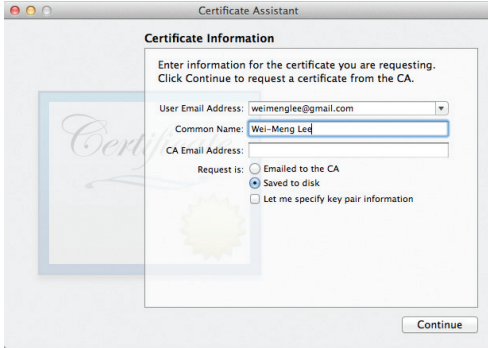 Certificate Assistant
Certificate Information
Enter information for the certificate you are requesting.
Click Continue to request a certificate from the CA.
User Email Address: weimenglee@gmail.com
Common Name: Wei-Meng Lee
CA Email Address:
Request is: Emailed to the CA
Saved to disk
Let me specify key pair information
Certificate
Continue